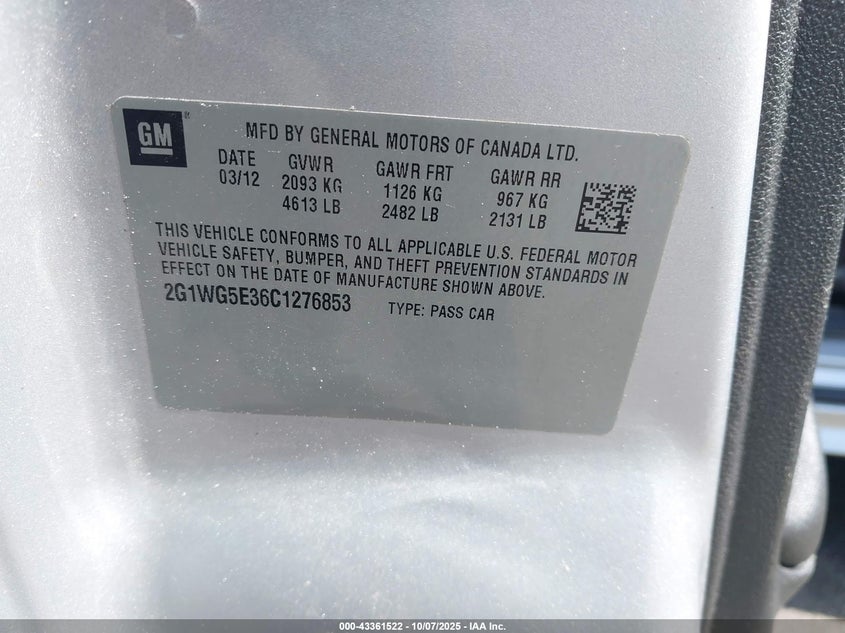 GM
MFD BY GENERAL MOTORS OF CANADA LTD.
DATE GVWR GAWR FRT GAWR RR
03/12 2093 KG 1126 KG 967 KG
4613 LB 2482 LB 2131 LB
THIS VEHICLE CONFORMS TO ALL APPLICABLE U.S. FEDERAL MOTOR
VEHICLE SAFETY, BUMPER, AND THEFT PREVENTION STANDARDS IN
EFFECT ON THE DATE OF MANUFACTURE SHOWN ABOVE.
2G1WG5E36C1276853 TYPE: PASS CAR
000-43361522 - 10/07/2025 - IAA Inc.